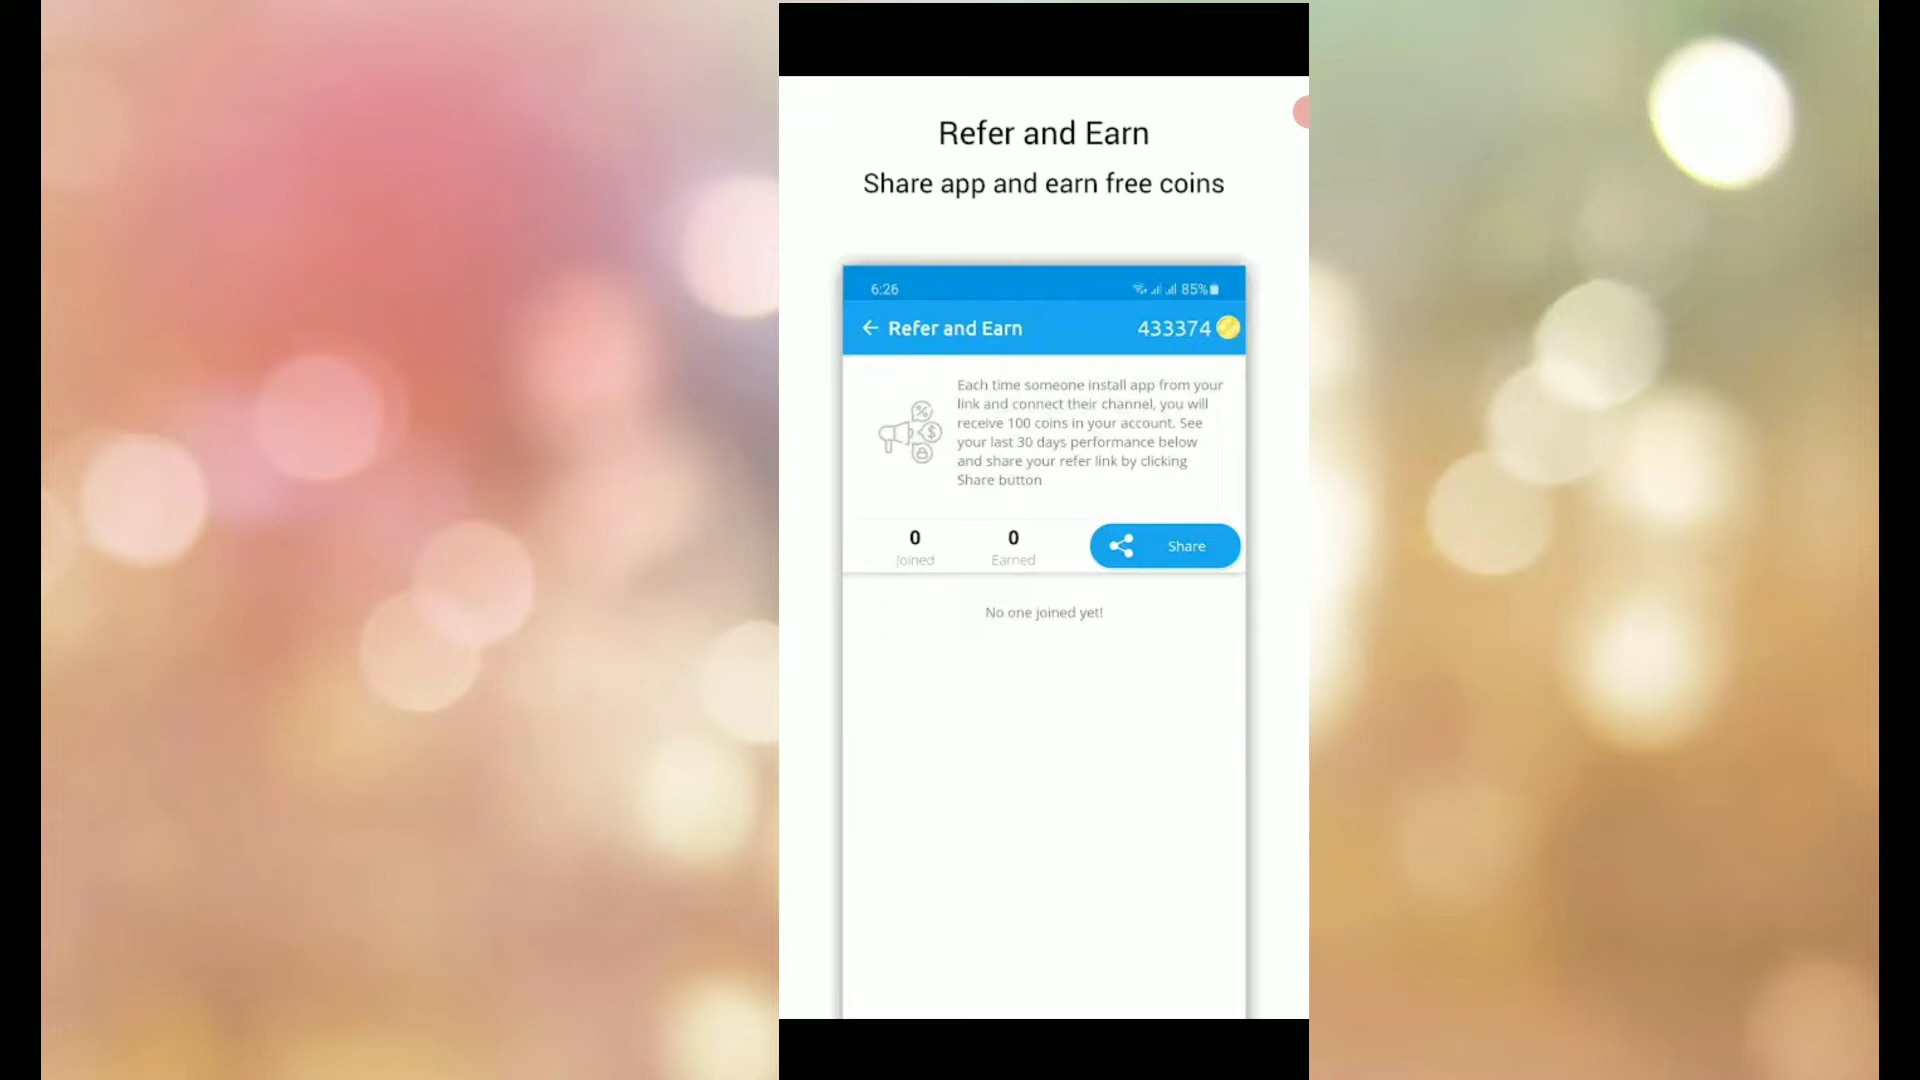 Refer and Earn
Share app and earn free coins
6:26
85%
Refer and Earn
433374
Each time someone install app from your
link and connect their channel, you will
receive 100 coins in your account. See
your last 30 days performance below
and share your refer link by clicking
Share button
0
Joined
0
Earned
Share
No one joined yet!